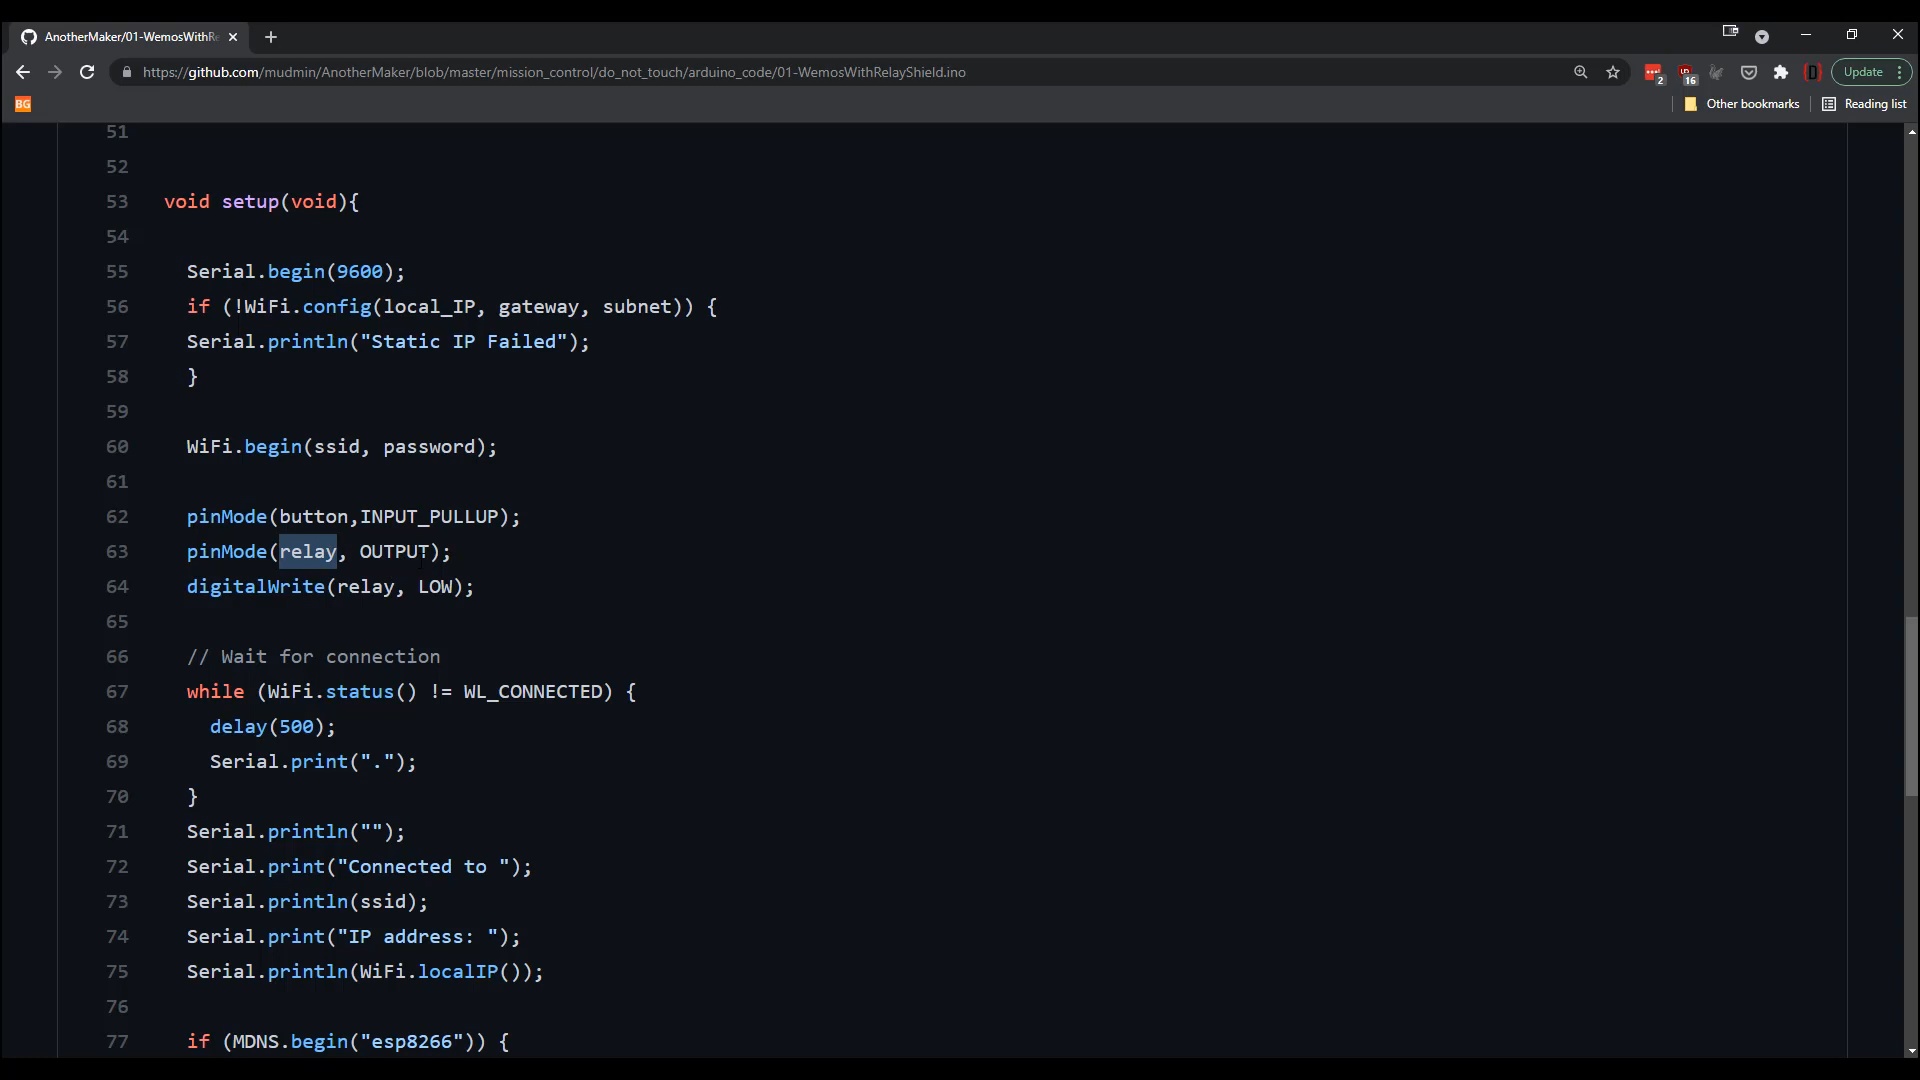 AnotherMaker/01-WemosWithRe
https://github.com/mudmin/AnotherMaker/blob/master/mission_control/do_not_touch/arduino_code/01-WemosWithRelayShield.ino
2
16
Update
BG
Other bookmarks
Reading list
51
52
53 void setup(void){
54
55 Serial.begin(9600);
56 if (!WiFi.config(local_IP, gateway, subnet)) {
57 Serial.println("Static IP Failed");
58 }
59
60 WiFi.begin(ssid, password);
61
62 pinMode(button,INPUT_PULLUP);
63 pinMode(relay, OUTPUT);
64 digitalWrite(relay, LOW);
65
66 // Wait for connection
67 while (WiFi.status() != WL_CONNECTED) {
68 delay(500);
69 Serial.print(".");
70 }
71 Serial.println("");
72 Serial.print("Connected to ");
73 Serial.println(ssid);
74 Serial.print("IP address: ");
75 Serial.println(WiFi.localIP());
76
77 if (MDNS.begin("esp8266")) {